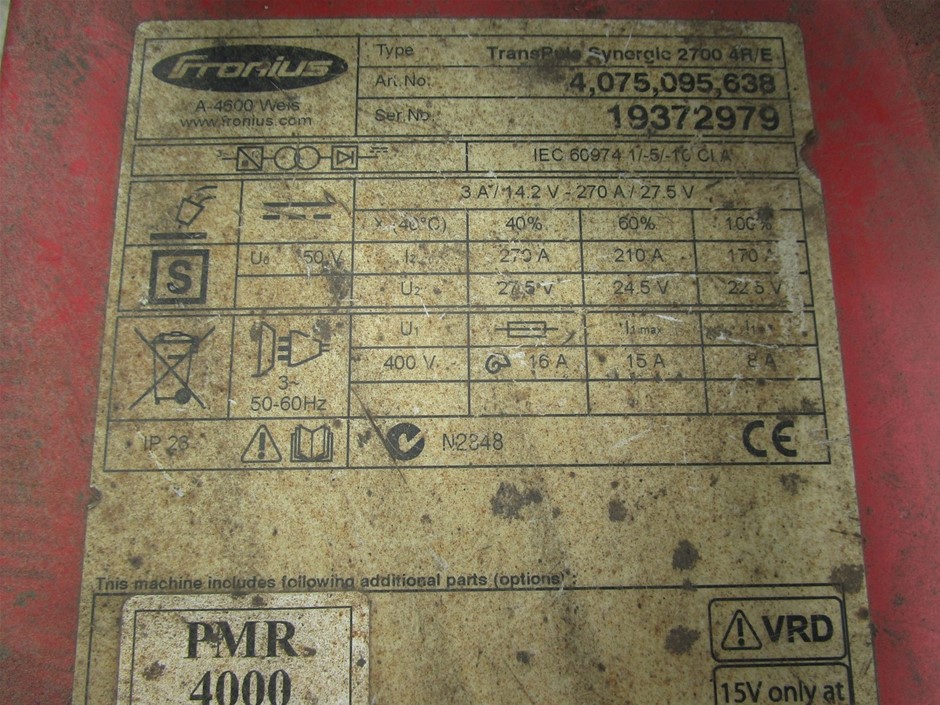 Fronius
A-4600 Wels
www.fronius.com
Type TransPuls Synergic 2700 4R/E
Art.No. 4,075,095,638
Ser.No. 19372979
IEC 60974 1/-5/-10 Cl A
3 A / 14.2 V - 270 A / 27.5 V
X (40°C) 40% 60% 100%
S U0 50 V I2 270 A 210 A 170 A
U2 27.5 V 24.5 V 22.5 V
U1 I1 max
400 V 16 A 15 A 8 A
3~
50-60Hz
IP 23 N2848 CE
This machine includes following additional parts (options) :
PMR
4000
VRD
15V only at